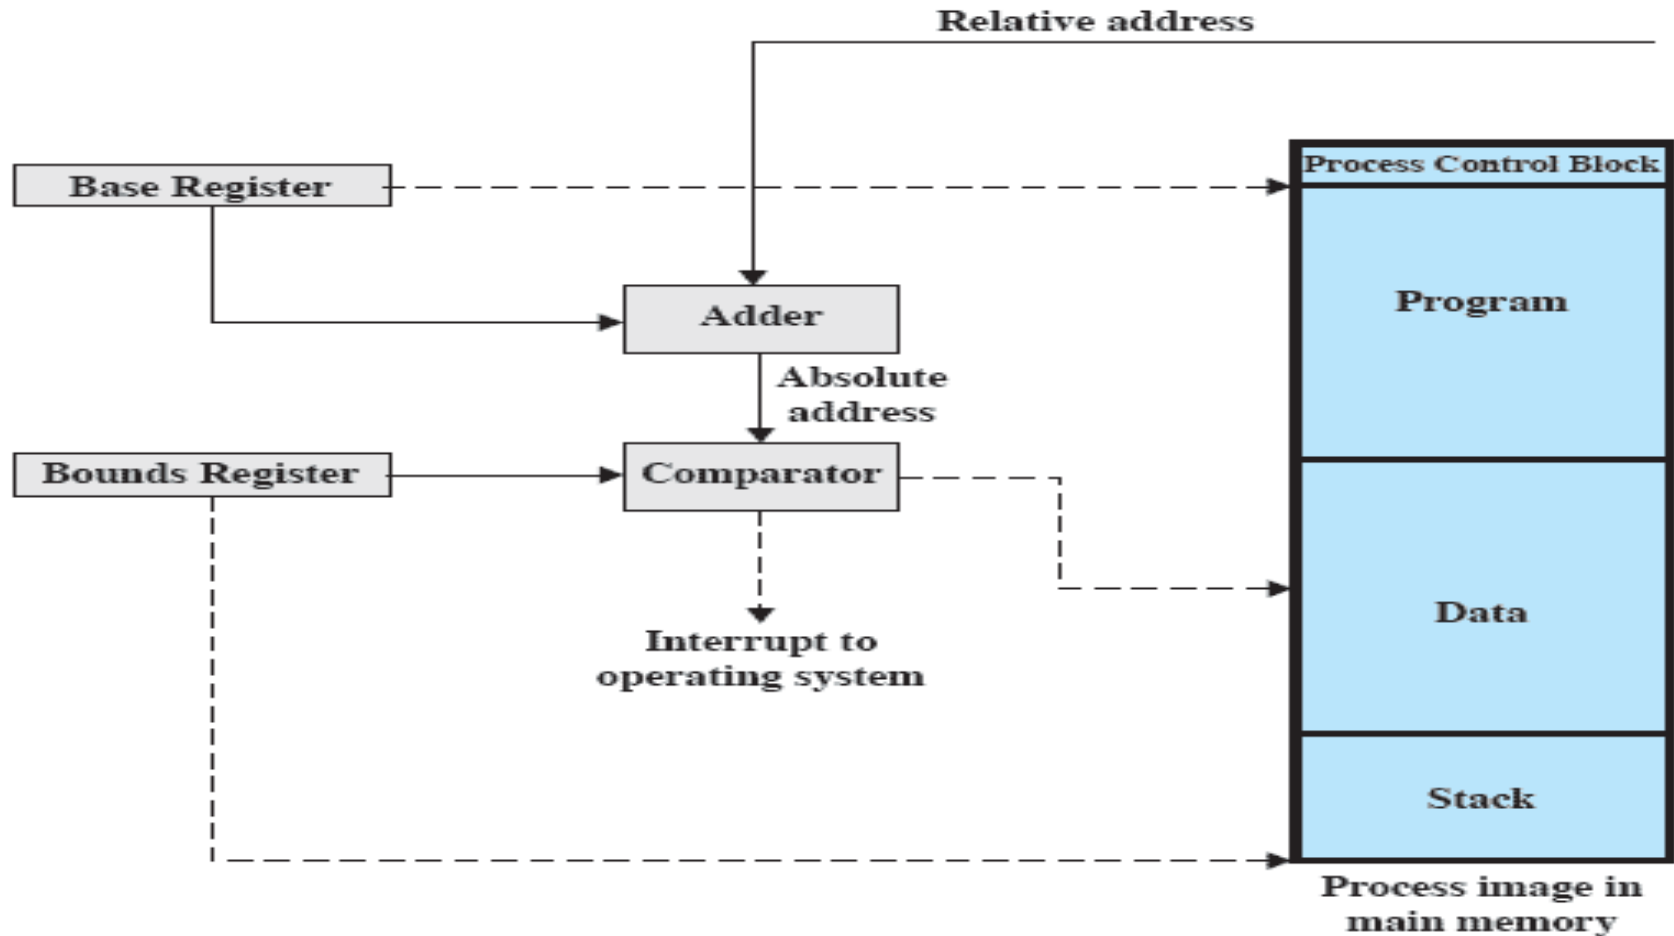 Relative address
Process Control Block
Base Register
Program
Adder
Absolute
address
Bounds Register
Comparator
Data
Interrupt to
operating system
Stack
Process image in
main memory